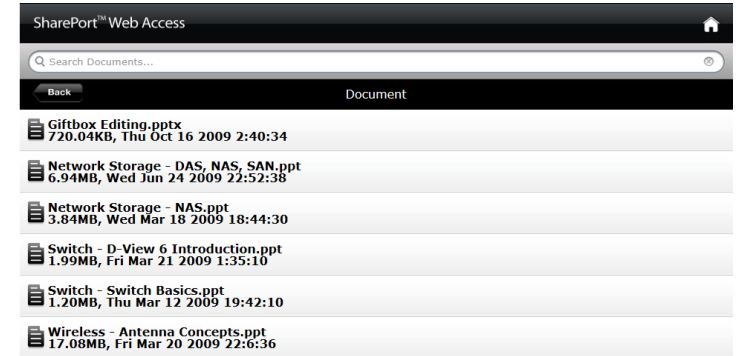 SharePort™ Web Access
Search Documents...
Back
Document
Giftbox Editing.pptx
720.04KB, Thu Oct 16 2009 2:40:34
Network Storage - DAS, NAS, SAN.ppt
6.94MB, Wed Jun 24 2009 22:52:38
Network Storage - NAS.ppt
3.84MB, Wed Mar 18 2009 18:44:30
Switch - D-View 6 Introduction.ppt
1.99MB, Fri Mar 21 2009 1:35:10
Switch - Switch Basics.ppt
1.20MB, Thu Mar 12 2009 19:42:10
Wireless - Antenna Concepts.ppt
17.08MB, Fri Mar 20 2009 22:6:36